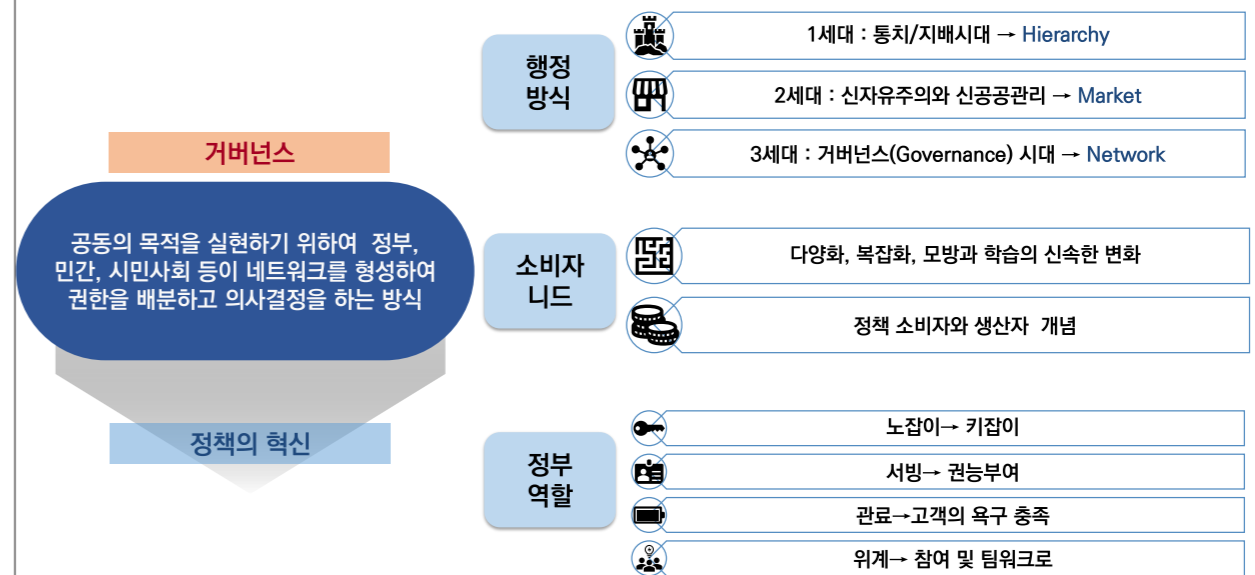 거버넌스
공동의 목적을 실현하기 위하여 정부,
민간, 시민사회 등이 네트워크를 형성하여
권한을 배분하고 의사결정을 하는 방식
정책의 혁신
행정
방식
1세대 : 통치/지배시대 → Hierarchy
2세대 : 신자유주의와 신공공관리 → Market
3세대 : 거버넌스(Governance) 시대 → Network
소비자
니드
다양화, 복잡화, 모방과 학습의 신속한 변화
정책 소비자와 생산자 개념
정부
역할
노잡이→ 키잡이
서빙→ 권능부여
관료→고객의 욕구 충족
위계→ 참여 및 팀워크로